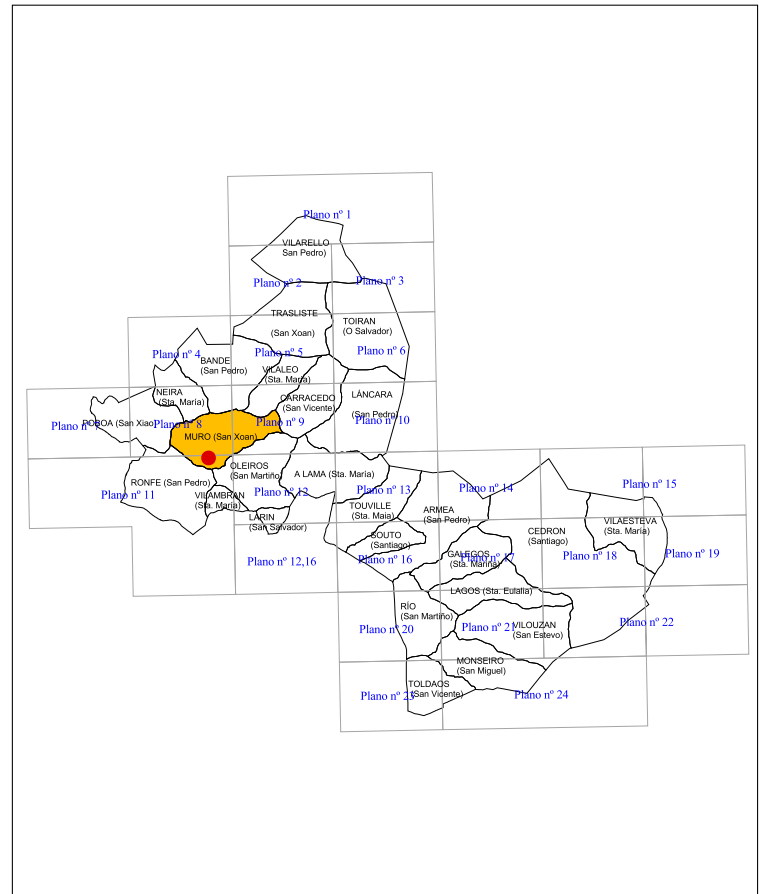 Plano nº 1
VILARELLO
San Pedro)
Plano nº 2
Plano nº 3
TRASLISTE
(San Xoan)
TOIRAN
(O Salvador)
Plano nº 4
Plano nº 5
Plano nº 6
BANDE
(San Pedro)
VILALEO
(Sta. María)
NEIRA
(Sta. María)
CARRACEDO
(San Vicente)
LÁNCARA
(San Pedro)
Plano nº
POBOA (San Xiao)
Plano nº 8
Plano nº 9
Plano nº 10
MURO (San Xoan)
OLEIROS
(San Martiño)
A LAMA (Sta. María)
RONFE (San Pedro)
Plano nº 11
VILAMBRAN
(Sta. María)
Plano nº 12
Plano nº 13
Plano nº 14
Plano nº 15
LARIN
(San Salvador)
TOUVILLE
(Sta. Maia)
ARMEA
(San Pedro)
CEDRON
(Santiago)
VILAESTEVA
(Sta. María)
SOUTO
(Santiago)
Plano nº 12,16
Plano nº 16
GALEGOS
(Sta. Mariña)
Plano nº 17
Plano nº 18
Plano nº 19
LAGOS (Sta. Eulalia)
RÍO
(San Martiño)
Plano nº 20
Plano nº 21
VILOUZAN
(San Estevo)
Plano nº 22
MONSEIRO
(San Miguel)
TOLDAOS
(San Vicente)
Plano nº 23
Plano nº 24